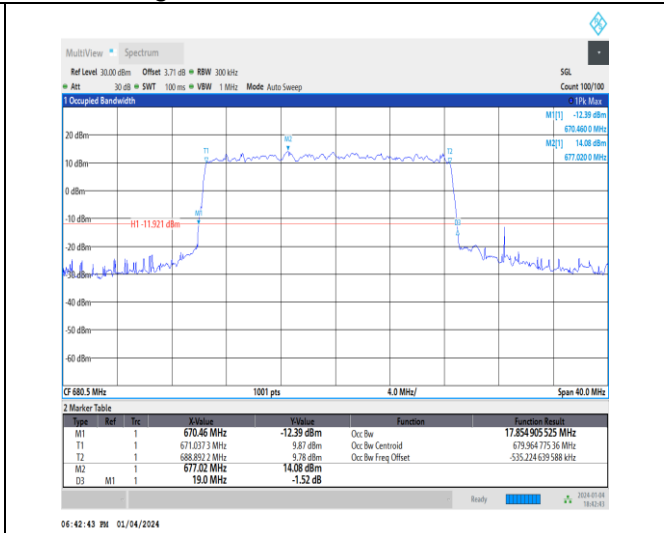 MultiView Spectrum
Ref Level 30.00 dBm Offset 3.71 dB RBW 300 kHz SGL
Att 30 dB SWT 100 ms VBW 1 MHz Mode Auto Sweep Count 100/100
1 Occupied Bandwidth 1Pk Max
M1[1] -12.39 dBm
670.460 0 MHz
M2[1] 14.08 dBm
677.020 0 MHz
20 dBm
M2
T1 T2
10 dBm
0 dBm
-10 dBm
M1
H1 -11.921 dBm
D3
-20 dBm
-30 dBm
-40 dBm
-50 dBm
-60 dBm
CF 680.5 MHz 1001 pts 4.0 MHz/ Span 40.0 MHz
2 Marker Table
Type Ref Trc X-Value Y-Value Function Function Result
M1 1 670.46 MHz -12.39 dBm Occ Bw 17.854 905 525 MHz
T1 1 671.037 3 MHz 9.87 dBm Occ Bw Centroid 679.964 775 36 MHz
T2 1 688.892 2 MHz 9.78 dBm Occ Bw Freq Offset -535.224 639 588 kHz
M2 1 677.02 MHz 14.08 dBm
D3 M1 1 19.0 MHz -1.52 dB
Ready 2024-01-04
18:42:43
06:42:43 PM 01/04/2024